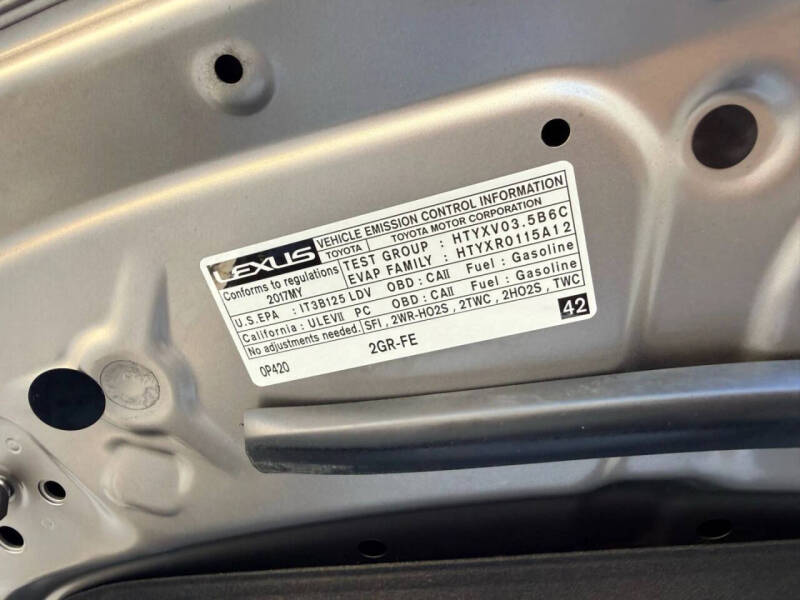 LEXUS VEHICLE EMISSION CONTROL INFORMATION
TOYOTA TOYOTA MOTOR CORPORATION
Conforms to regulations TEST GROUP : HTYXV03.5B6C
2017MY EVAP FAMILY : HTYXR0115A12
U.S.EPA : IT3B125 LDV OBD : CAII Fuel : Gasoline
California : ULEVII PC OBD : CAII Fuel : Gasoline
No adjustments needed. SFI , 2WR-HO2S , 2TWC , 2HO2S , TWC
0P420 2GR-FE 42